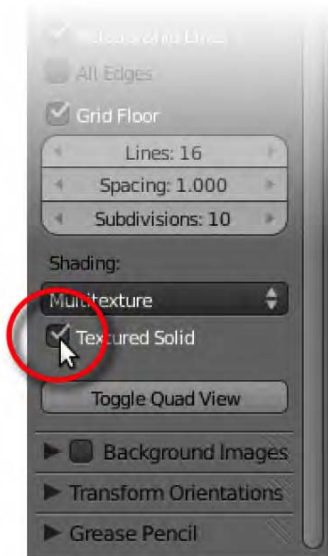 All Edges
Grid Floor
Lines: 16
Spacing: 1.000
Subdivisions: 10
Shading:
Multitexture
Textured Solid
Toggle Quad View
Background Images
Transform Orientations
Grease Pencil